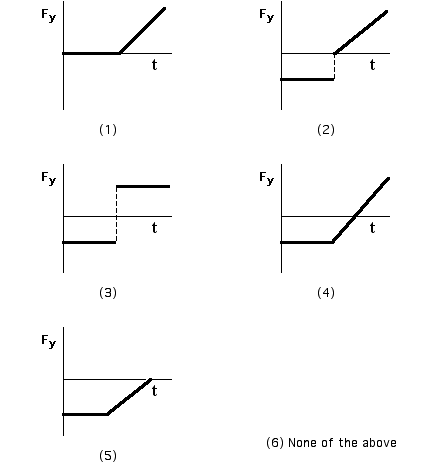 Fy
t
(1)
Fy
t
(2)
Fy
t
(3)
Fy
t
(4)
Fy
t
(5)
(6) None of the above